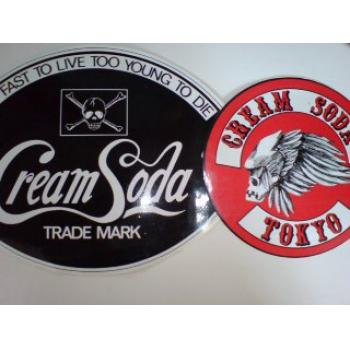 FAST TO LIVE TOO YOUNG TO DIE
Cream Soda
TRADE MARK
CREAM SODA
TOKYO